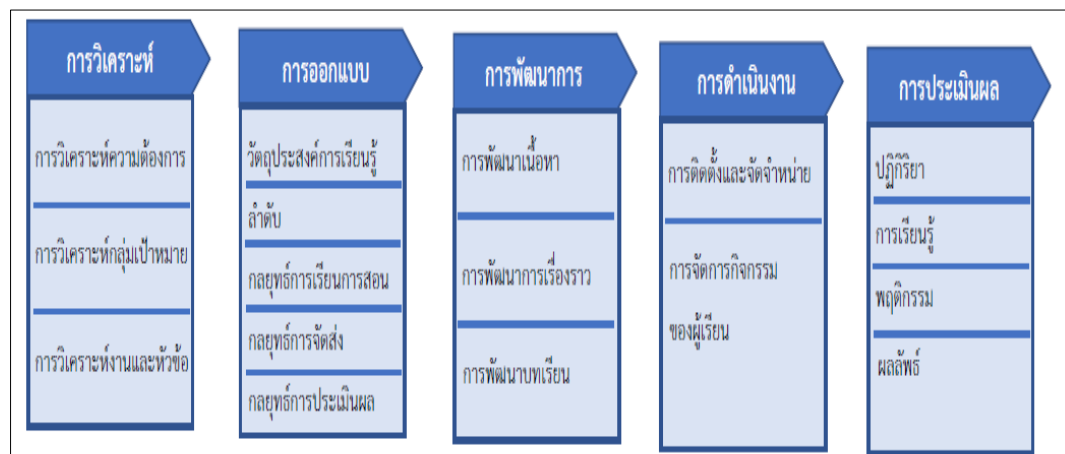 การวิเคราะห์
การวิเคราะห์ความต้องการ
การวิเคราะห์กลุ่มเป้าหมาย
การวิเคราะห์งานและหัวข้อ
การออกแบบ
วัตถุประสงค์การเรียนรู้
ลำดับ
กลยุทธ์การเรียนการสอน
กลยุทธ์การจัดส่ง
กลยุทธ์การประเมินผล
การพัฒนาการ
การพัฒนาเนื้อหา
การพัฒนาการเรื่องราว
การพัฒนาบทเรียน
การดำเนินงาน
การติดตั้งและจัดจำหน่าย
การจัดการกิจกรรม
ของผู้เรียน
การประเมินผล
ปฏิกิริยา
การเรียนรู้
พฤติกรรม
ผลลัพธ์